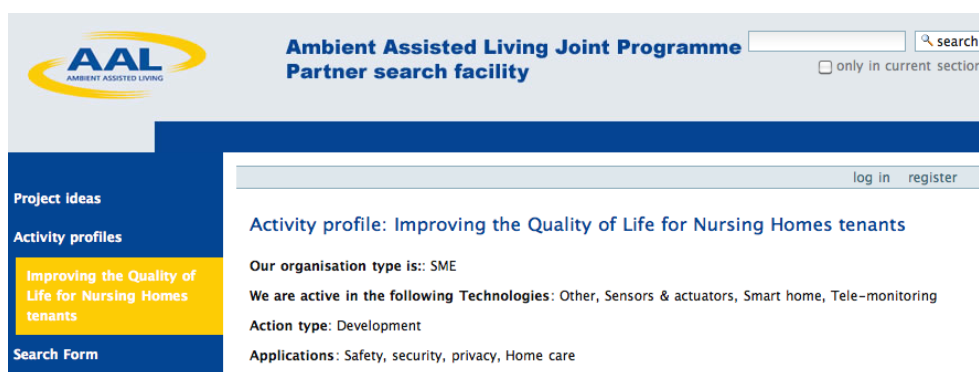 AAL
AMBIENT ASSISTED LIVING
Ambient Assisted Living Joint Programme
Partner search facility
search
only in current section
log in register
Project ideas
Activity profiles
Improving the Quality of
Life for Nursing Homes
tenants
Search Form
Activity profile: Improving the Quality of Life for Nursing Homes tenants
Our organisation type is:: SME
We are active in the following Technologies: Other, Sensors & actuators, Smart home, Tele-monitoring
Action type: Development
Applications: Safety, security, privacy, Home care